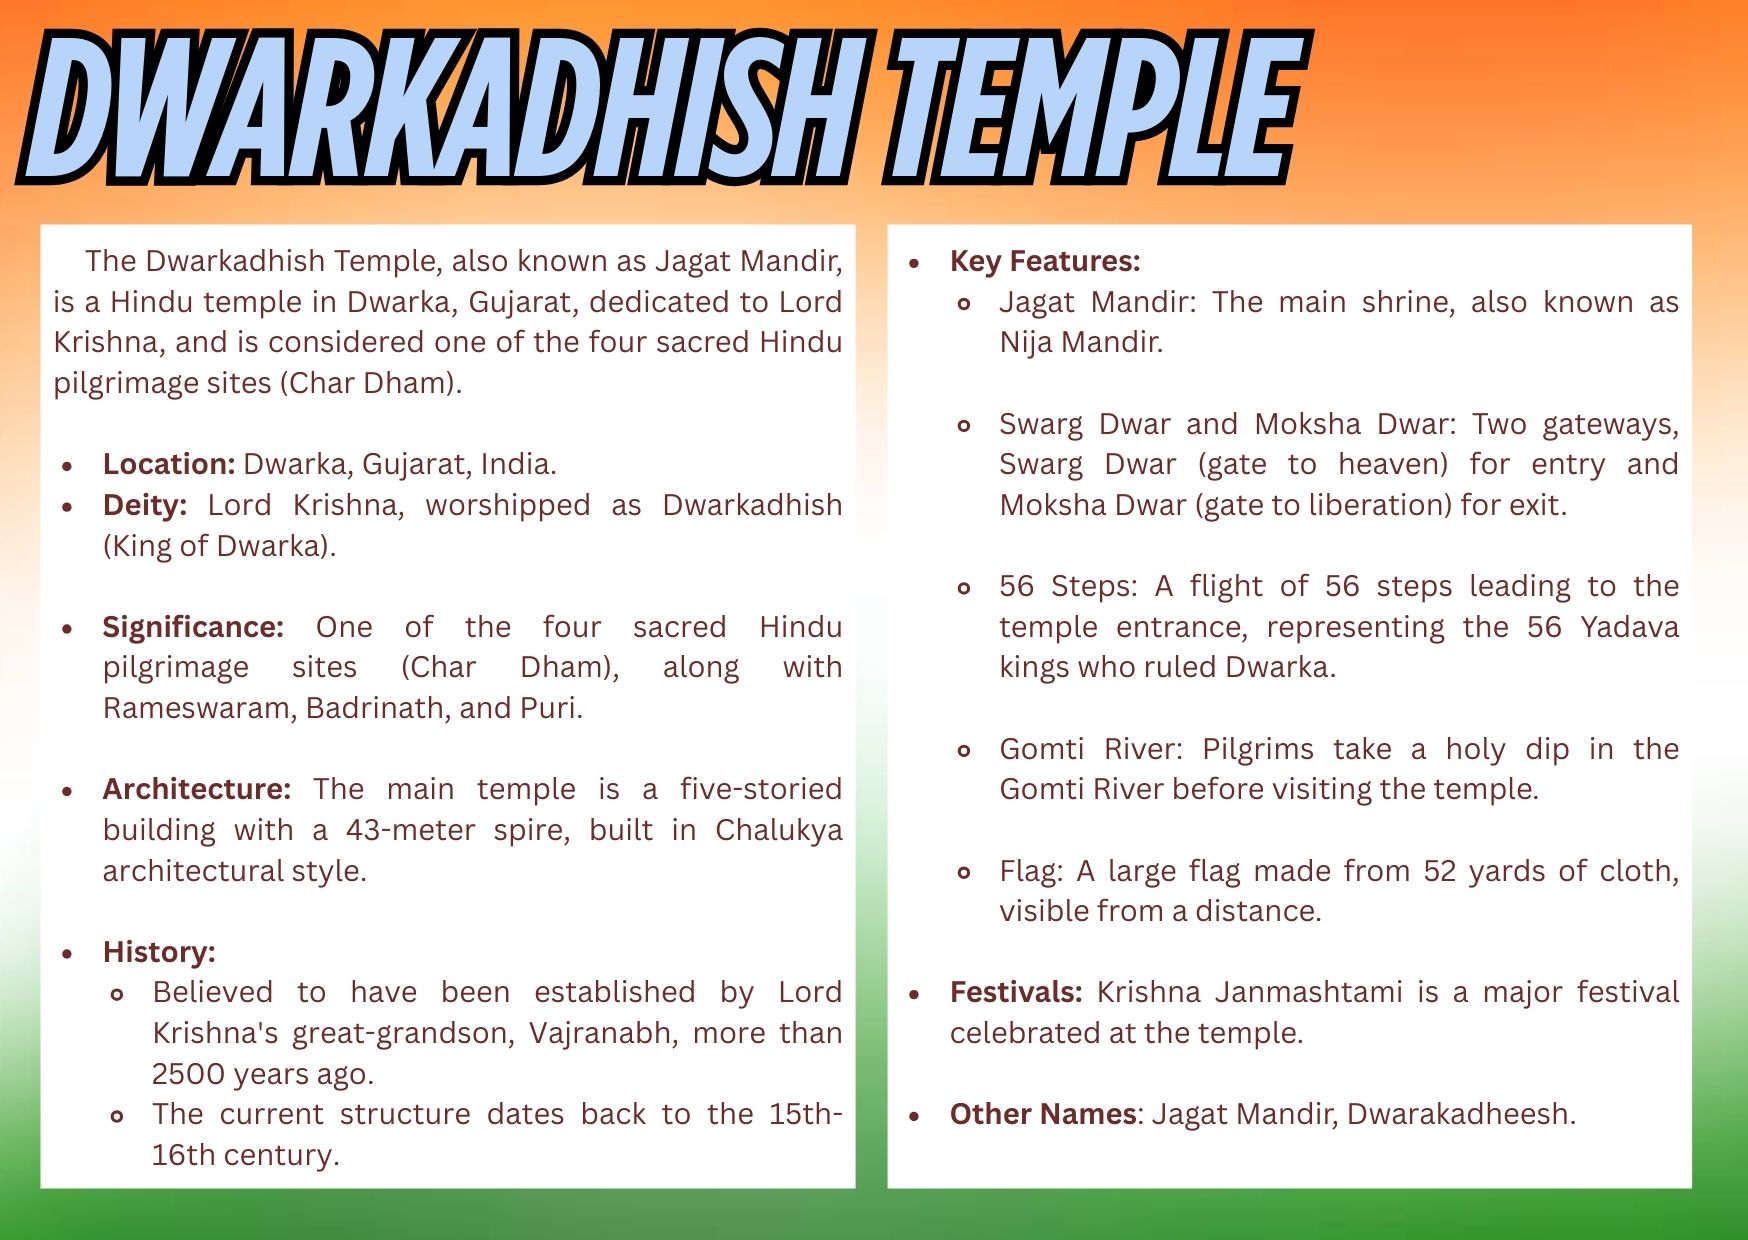 DWARKADHISH TEMPLE
The Dwarkadhish Temple, also known as Jagat Mandir,
is a Hindu temple in Dwarka, Gujarat, dedicated to Lord
Krishna, and is considered one of the four sacred Hindu
pilgrimage sites (Char Dham).
• Location: Dwarka, Gujarat, India.
• Deity: Lord Krishna, worshipped as Dwarkadhish
(King of Dwarka).
• Significance: One of the four sacred Hindu
pilgrimage sites (Char Dham), along with
Rameswaram, Badrinath, and Puri.
• Architecture: The main temple is a five-storied
building with a 43-meter spire, built in Chalukya
architectural style.
• History:
∘ Believed to have been established by Lord
Krishna's great-grandson, Vajranabh, more than
2500 years ago.
∘ The current structure dates back to the 15th-
16th century.
• Key Features:
∘ Jagat Mandir: The main shrine, also known as
Nija Mandir.
∘ Swarg Dwar and Moksha Dwar: Two gateways,
Swarg Dwar (gate to heaven) for entry and
Moksha Dwar (gate to liberation) for exit.
∘ 56 Steps: A flight of 56 steps leading to the
temple entrance, representing the 56 Yadava
kings who ruled Dwarka.
∘ Gomti River: Pilgrims take a holy dip in the
Gomti River before visiting the temple.
∘ Flag: A large flag made from 52 yards of cloth,
visible from a distance.
• Festivals: Krishna Janmashtami is a major festival
celebrated at the temple.
• Other Names: Jagat Mandir, Dwarakadheesh.